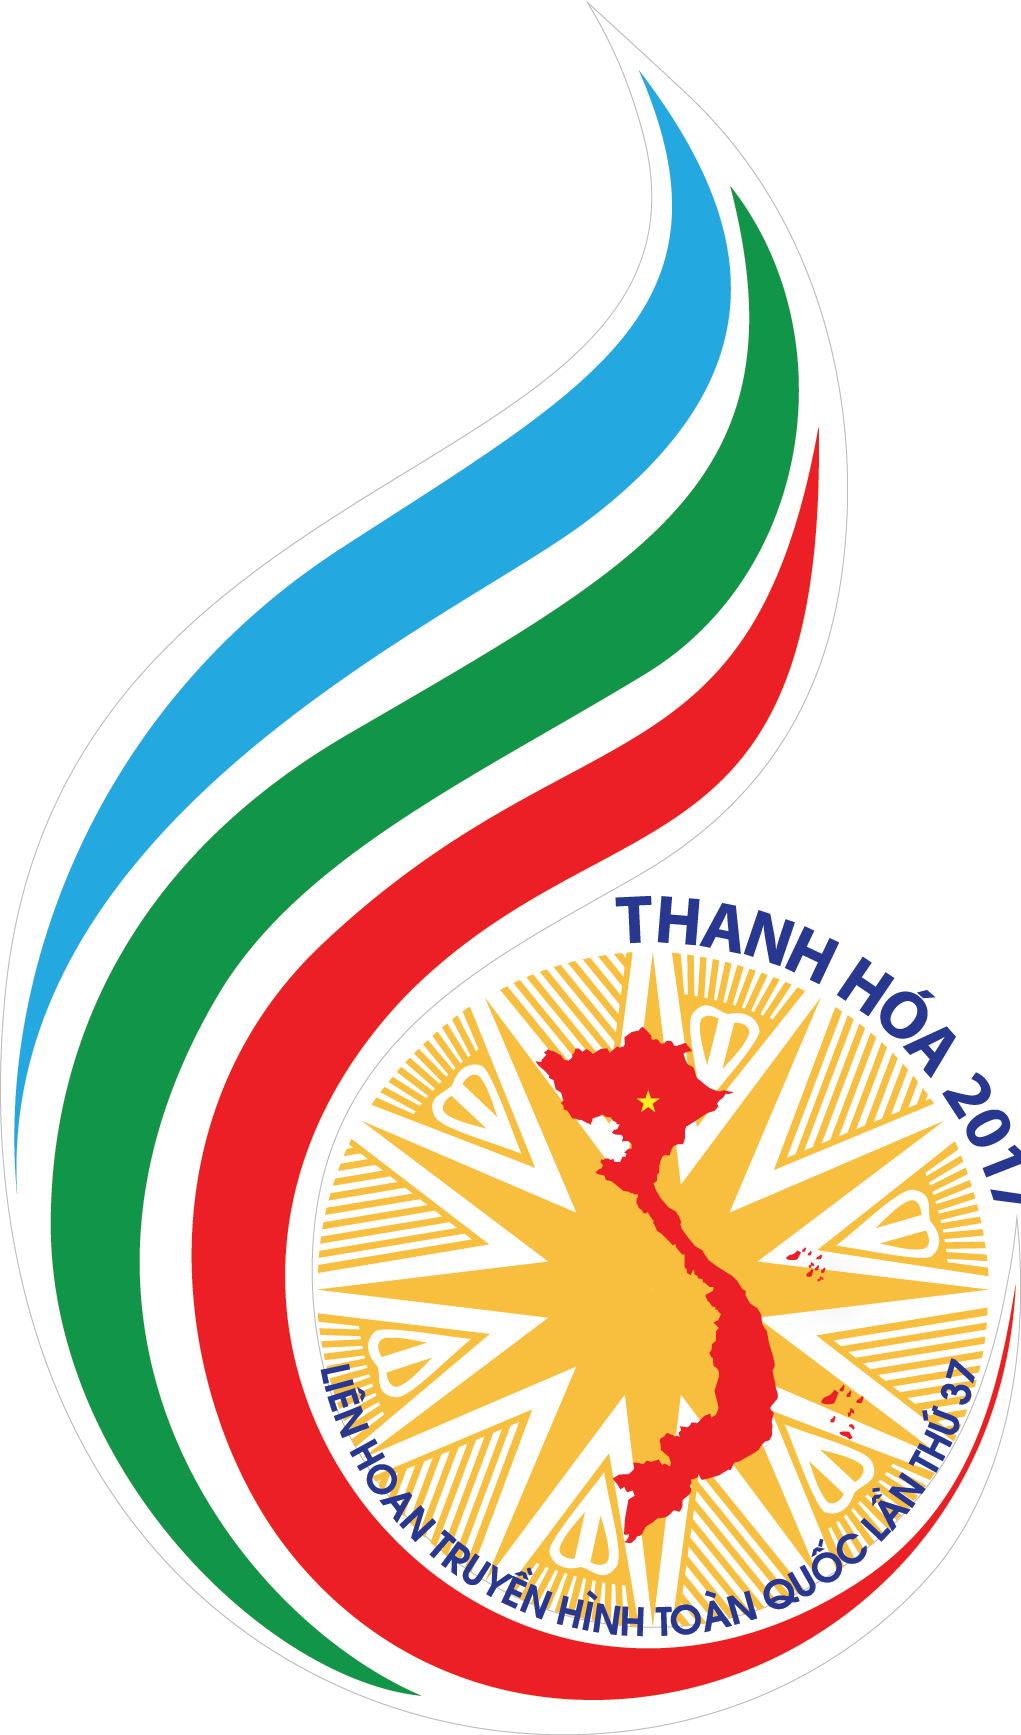 THANH HÓA 2017
LIÊN HOAN TRUYỀN HÌNH TOÀN QUỐC LẦN THỨ 37